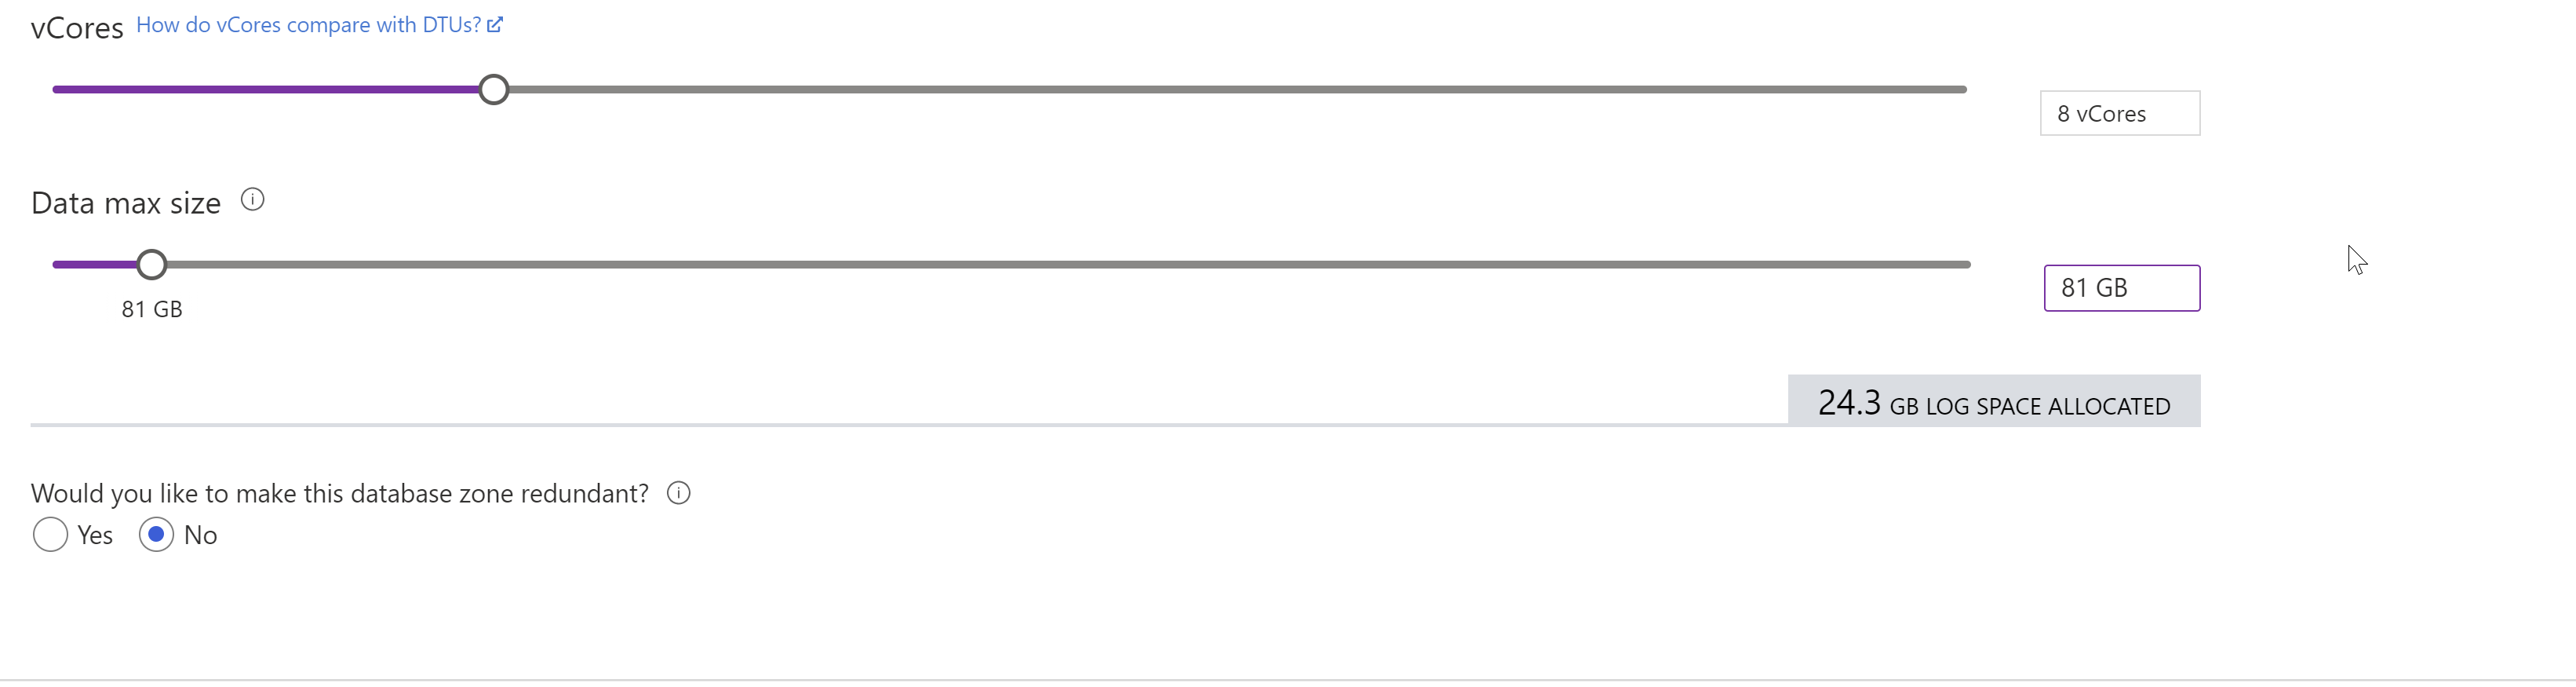 vCores How do vCores compare with DTUs?
8 vCores
Data max size
81 GB
81 GB
24.3 GB LOG SPACE ALLOCATED
Would you like to make this database zone redundant?
Yes No